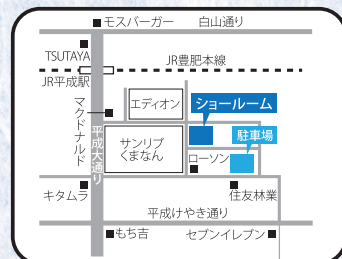 モスバーガー 白山通り
TSUTAYA
JR豊肥本線
JR平成駅
マクドナルド
エディオン
ショールーム
平成大通り
サンリブ
くまなん
駐車場
ローソン
キタムラ
住友林業
平成けやき通り
もち吉
セブンイレブン